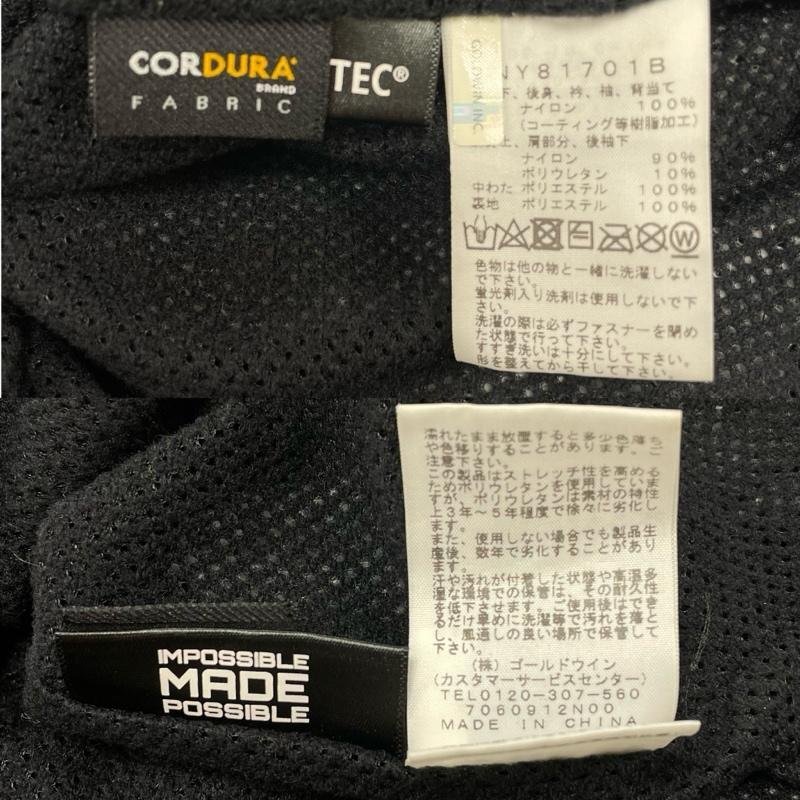 CORDURA®
BRAND
FABRIC
TEC®
GOLDWIN INC
NY81701B
下、後身、衿、袖、背当て
ナイロン 100%
(コーティング等樹脂加工)
上、肩部分、後袖下
ナイロン 90%
ポリウレタン 10%
中わた ポリエステル 100%
裏地 ポリエステル 100%
W
色物は他の物と一緒に洗濯しない
で下さい。
蛍光剤入り洗剤は使用しないで下
さい。
洗濯の際は必ずファスナーを閉め
た状態で行って下さい。
すすぎ洗いは十分にして下さい。
形を整えてから干して下さい。
濡れたまま放置すると多少色落ち
や色移りすることがあります。ご
注意下さい。
この製品はストレッチ性を高める
ためポリウレタンを使用していま
すが、ポリウレタンは素材の特性
上3年〜5年程度で徐々に劣化し
ます。
また、使用しない場合でも製品生
産後、数年で劣化することがあり
ます。
汗や汚れが付着した状態や高温多
湿な環境での保管は、その耐久性
を低下させます。ご使用後はでき
るだけ早めに洗濯等で汚れを落と
し、風通しの良い場所で保管して
下さい。
(株) ゴールドウイン
(カスタマーサービスセンター)
TEL0120-307-560
7060912N00
MADE IN CHINA
IMPOSSIBLE
MADE
POSSIBLE